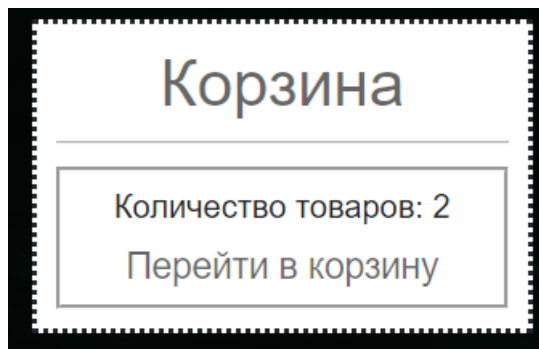 Корзина
Количество товаров: 2
Перейти в корзину